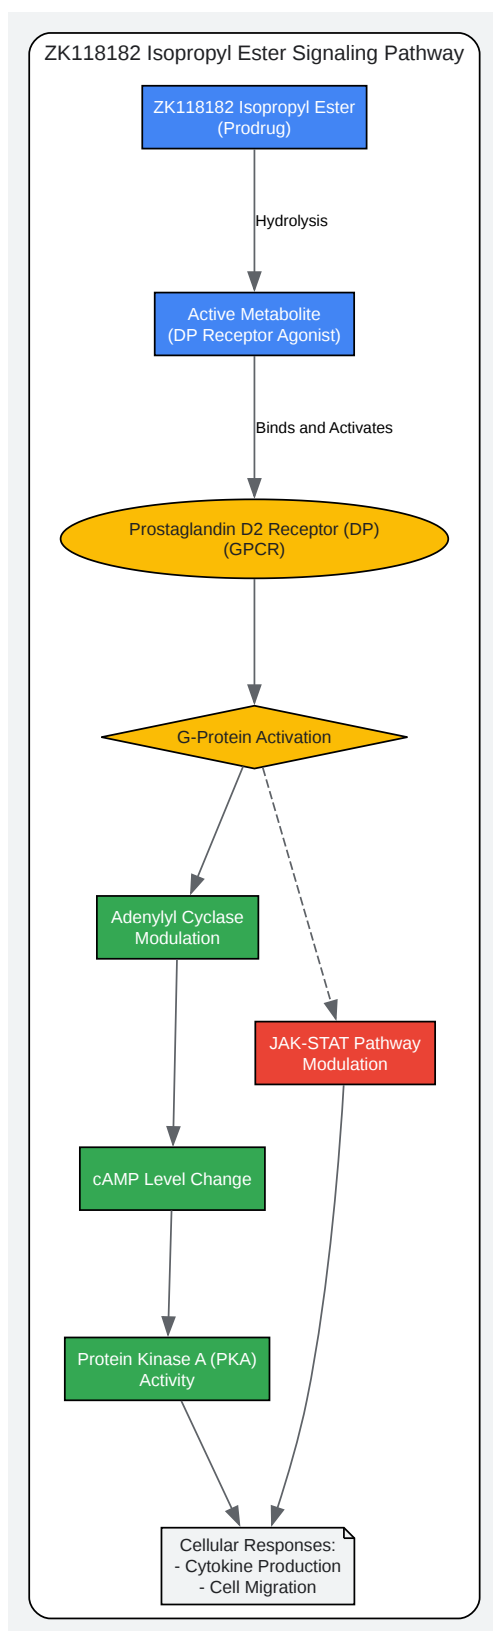 ZK118182 Isopropyl Ester Signaling Pathway
ZK118182 Isopropyl Ester
(Prodrug)
Hydrolysis
Active Metabolite
(DP Receptor Agonist)
Binds and Activates
Prostaglandin D2 Receptor (DP)
(GPCR)
G-Protein Activation
Adenylyl Cyclase
Modulation
JAK-STAT Pathway
Modulation
cAMP Level Change
Protein Kinase A (PKA)
Activity
Cellular Responses:
- Cytokine Production
- Cell Migration